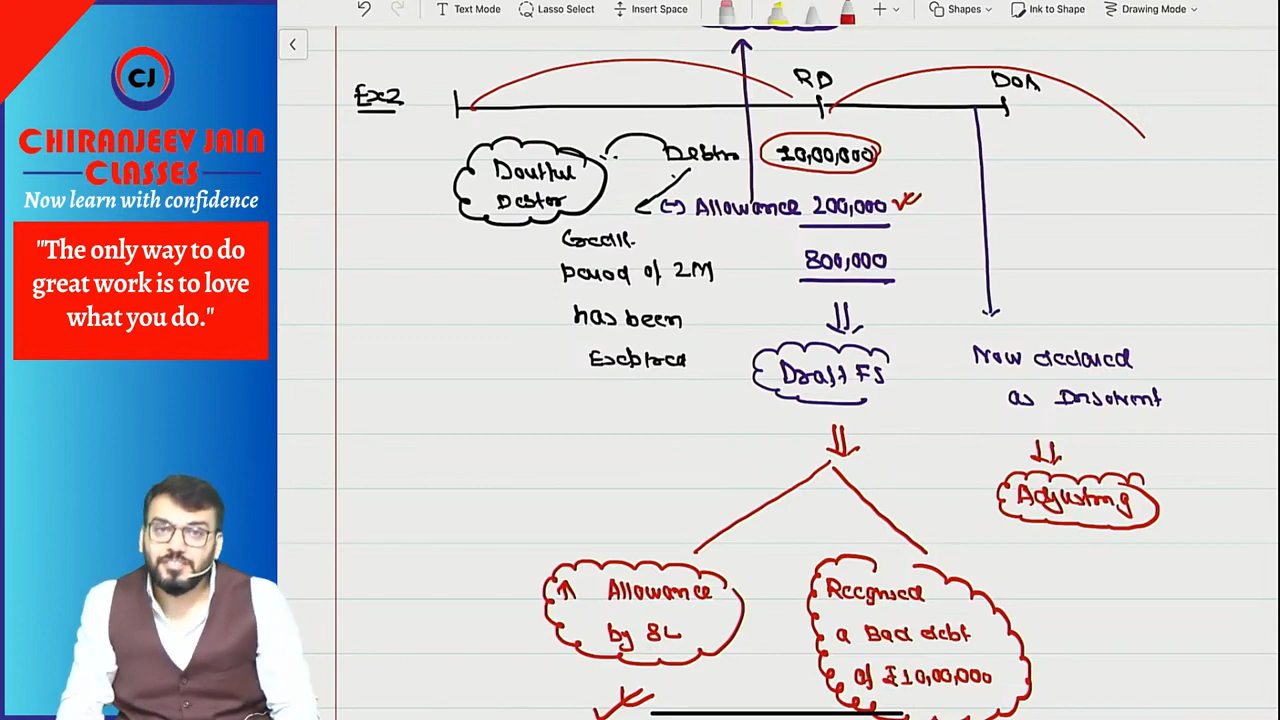 Text Mode
Lasso Select
Insert Space
Shapes
Ink to Shape
Drawing Mode
CJ
CHIRANJEEV JAIN
CLASSES
Now learn with confidence
"The only way to do
great work is to love
what you do."
Ex2
RD
DOA
Debtor 10,00,000
Doutful
Debtor
(-) Allowance 200,000
800,000
Credit
period of 2M
has been
Draft FS
Now declared
as Insolvent
Adjusting
↑ Allowance
by 8L
Recognised
a Bad debt
of ₹10,00,000